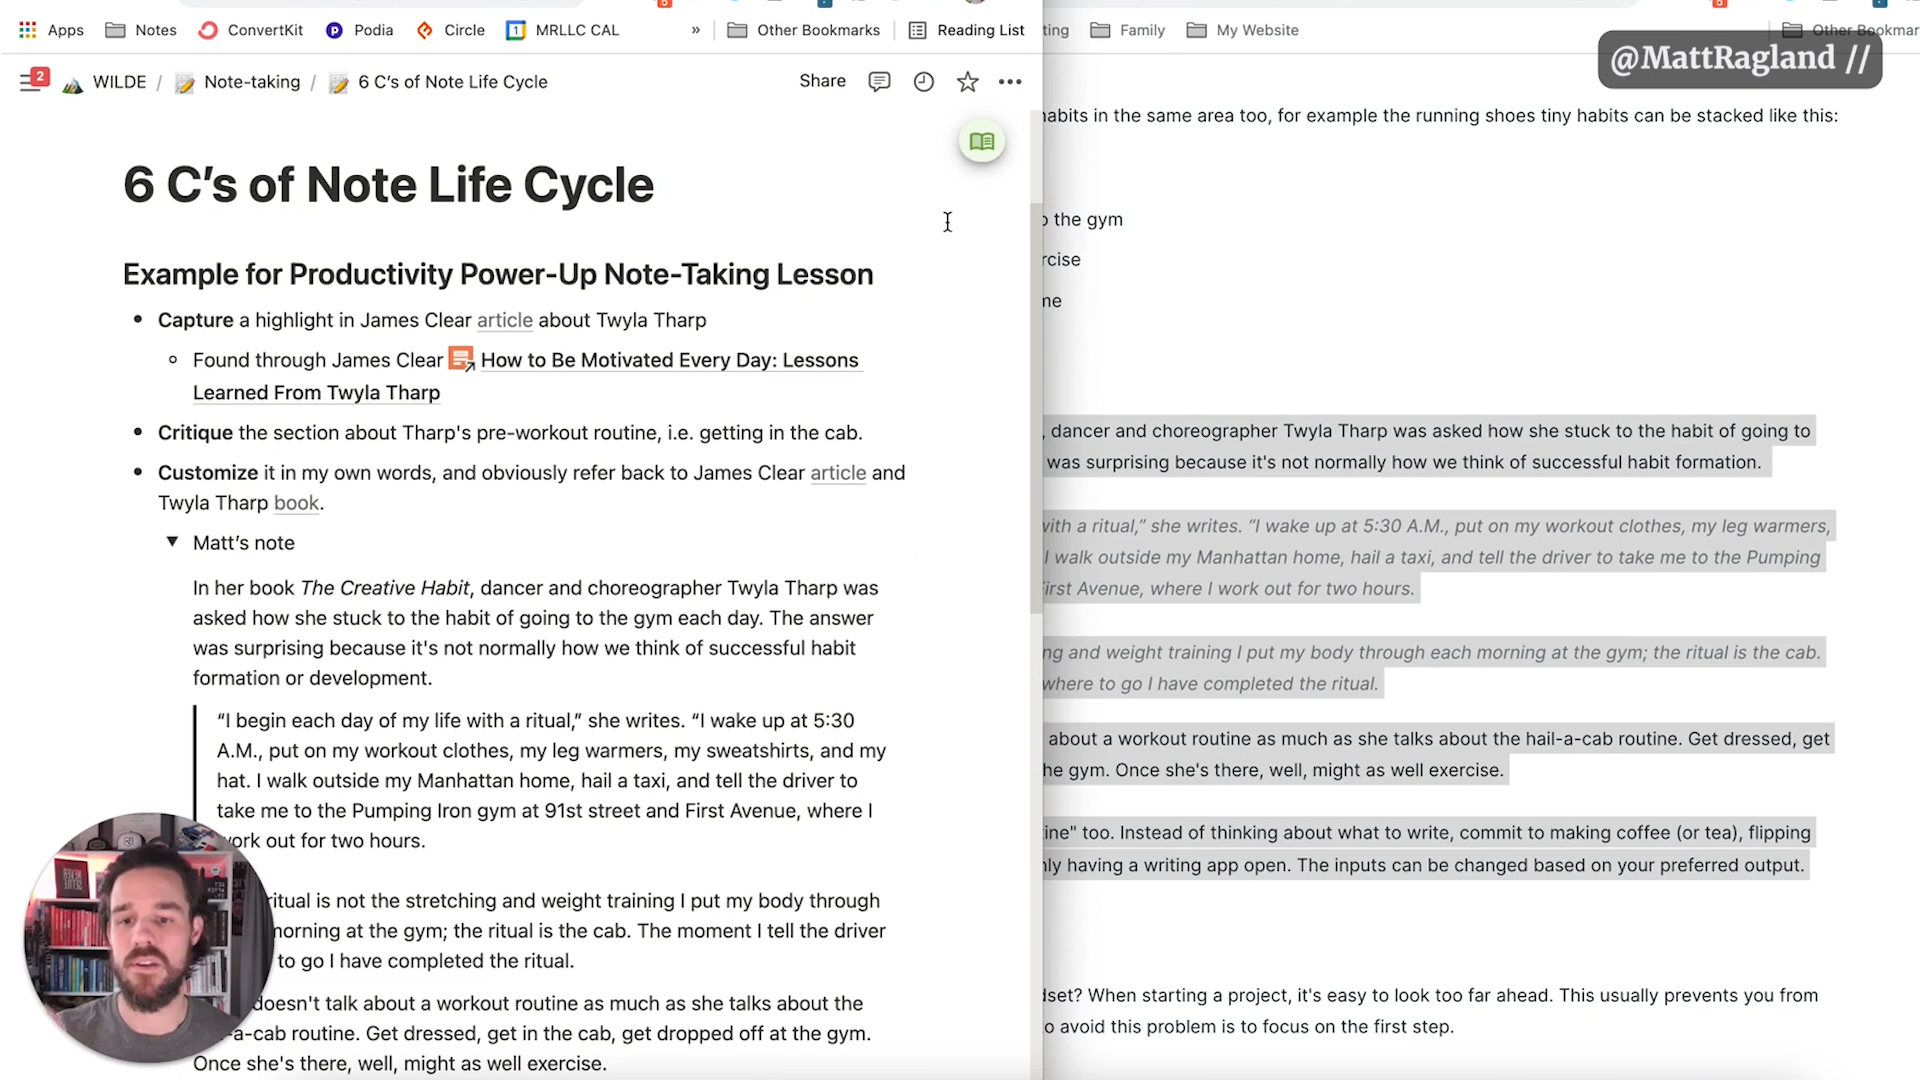 Apps Notes ConvertKit Podia Circle 1 MRLLC CAL » Other Bookmarks Reading List
2 WILDE / Note-taking / 6 C's of Note Life Cycle Share
6 C’s of Note Life Cycle
Example for Productivity Power-Up Note-Taking Lesson
Capture a highlight in James Clear article about Twyla Tharp
Found through James Clear How to Be Motivated Every Day: Lessons
Learned From Twyla Tharp
Critique the section about Tharp's pre-workout routine, i.e. getting in the cab.
Customize it in my own words, and obviously refer back to James Clear article and
Twyla Tharp book.
Matt’s note
In her book The Creative Habit, dancer and choreographer Twyla Tharp was
asked how she stuck to the habit of going to the gym each day. The answer
was surprising because it's not normally how we think of successful habit
formation or development.
“I begin each day of my life with a ritual,” she writes. “I wake up at 5:30
A.M., put on my workout clothes, my leg warmers, my sweatshirts, and my
hat. I walk outside my Manhattan home, hail a taxi, and tell the driver to
take me to the Pumping Iron gym at 91st street and First Avenue, where I
work out for two hours.
ritual is not the stretching and weight training I put my body through
morning at the gym; the ritual is the cab. The moment I tell the driver
to go I have completed the ritual.
doesn't talk about a workout routine as much as she talks about the
-a-cab routine. Get dressed, get in the cab, get dropped off at the gym.
Once she's there, well, might as well exercise.
Family My Website Other Bookmar
@MattRagland //
habits in the same area too, for example the running shoes tiny habits can be stacked like this:
the gym
, dancer and choreographer Twyla Tharp was asked how she stuck to the habit of going to
was surprising because it's not normally how we think of successful habit formation.
with a ritual,” she writes. “I wake up at 5:30 A.M., put on my workout clothes, my leg warmers,
I walk outside my Manhattan home, hail a taxi, and tell the driver to take me to the Pumping
First Avenue, where I work out for two hours.
ng and weight training I put my body through each morning at the gym; the ritual is the cab.
where to go I have completed the ritual.
about a workout routine as much as she talks about the hail-a-cab routine. Get dressed, get
he gym. Once she's there, well, might as well exercise.
ine" too. Instead of thinking about what to write, commit to making coffee (or tea), flipping
nly having a writing app open. The inputs can be changed based on your preferred output.
dset? When starting a project, it's easy to look too far ahead. This usually prevents you from
o avoid this problem is to focus on the first step.